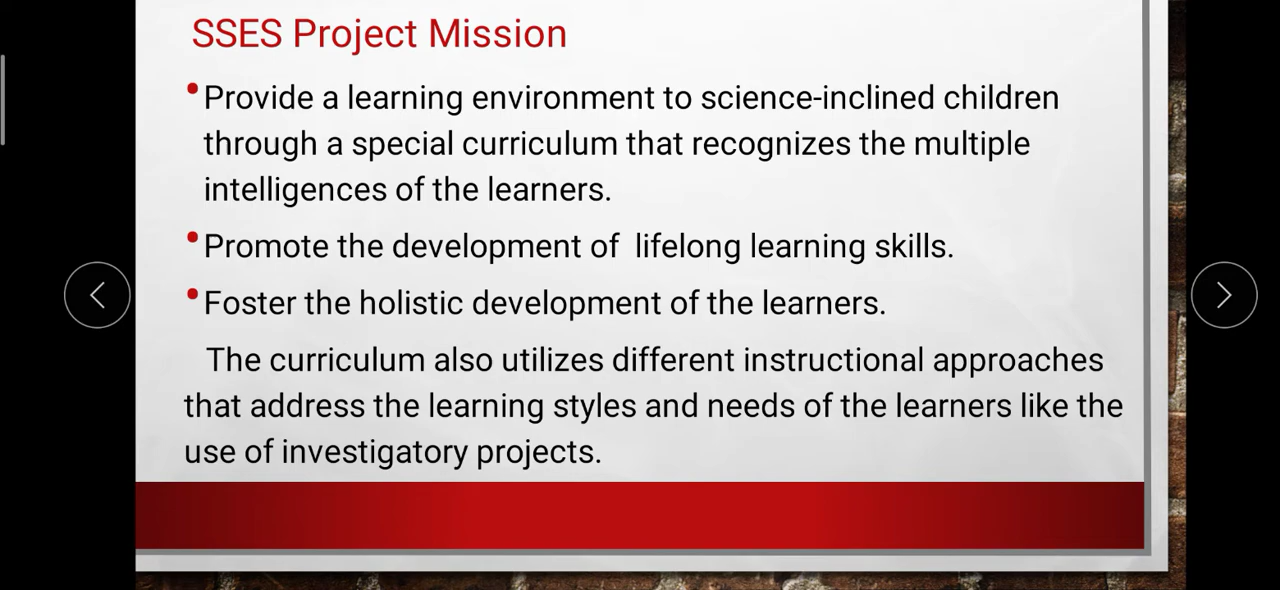 SSES Project Mission
•Provide a learning environment to science-inclined children
through a special curriculum that recognizes the multiple
intelligences of the learners.
•Promote the development of  lifelong learning skills.
•Foster the holistic development of the learners.
The curriculum also utilizes different instructional approaches
that address the learning styles and needs of the learners like the
use of investigatory projects.